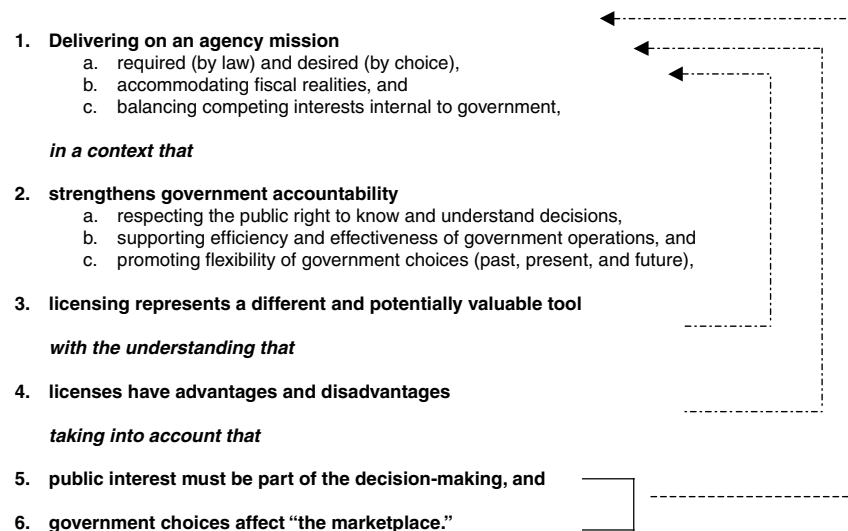 1. Delivering on an agency mission
a. required (by law) and desired (by choice),
b. accommodating fiscal realities, and
c. balancing competing interests internal to government,
in a context that
2. strengthens government accountability
a. respecting the public right to know and understand decisions,
b. supporting efficiency and effectiveness of government operations, and
c. promoting flexibility of government choices (past, present, and future),
3. licensing represents a different and potentially valuable tool
with the understanding that
4. licenses have advantages and disadvantages
taking into account that
5. public interest must be part of the decision-making, and
6. government choices affect “the marketplace.”